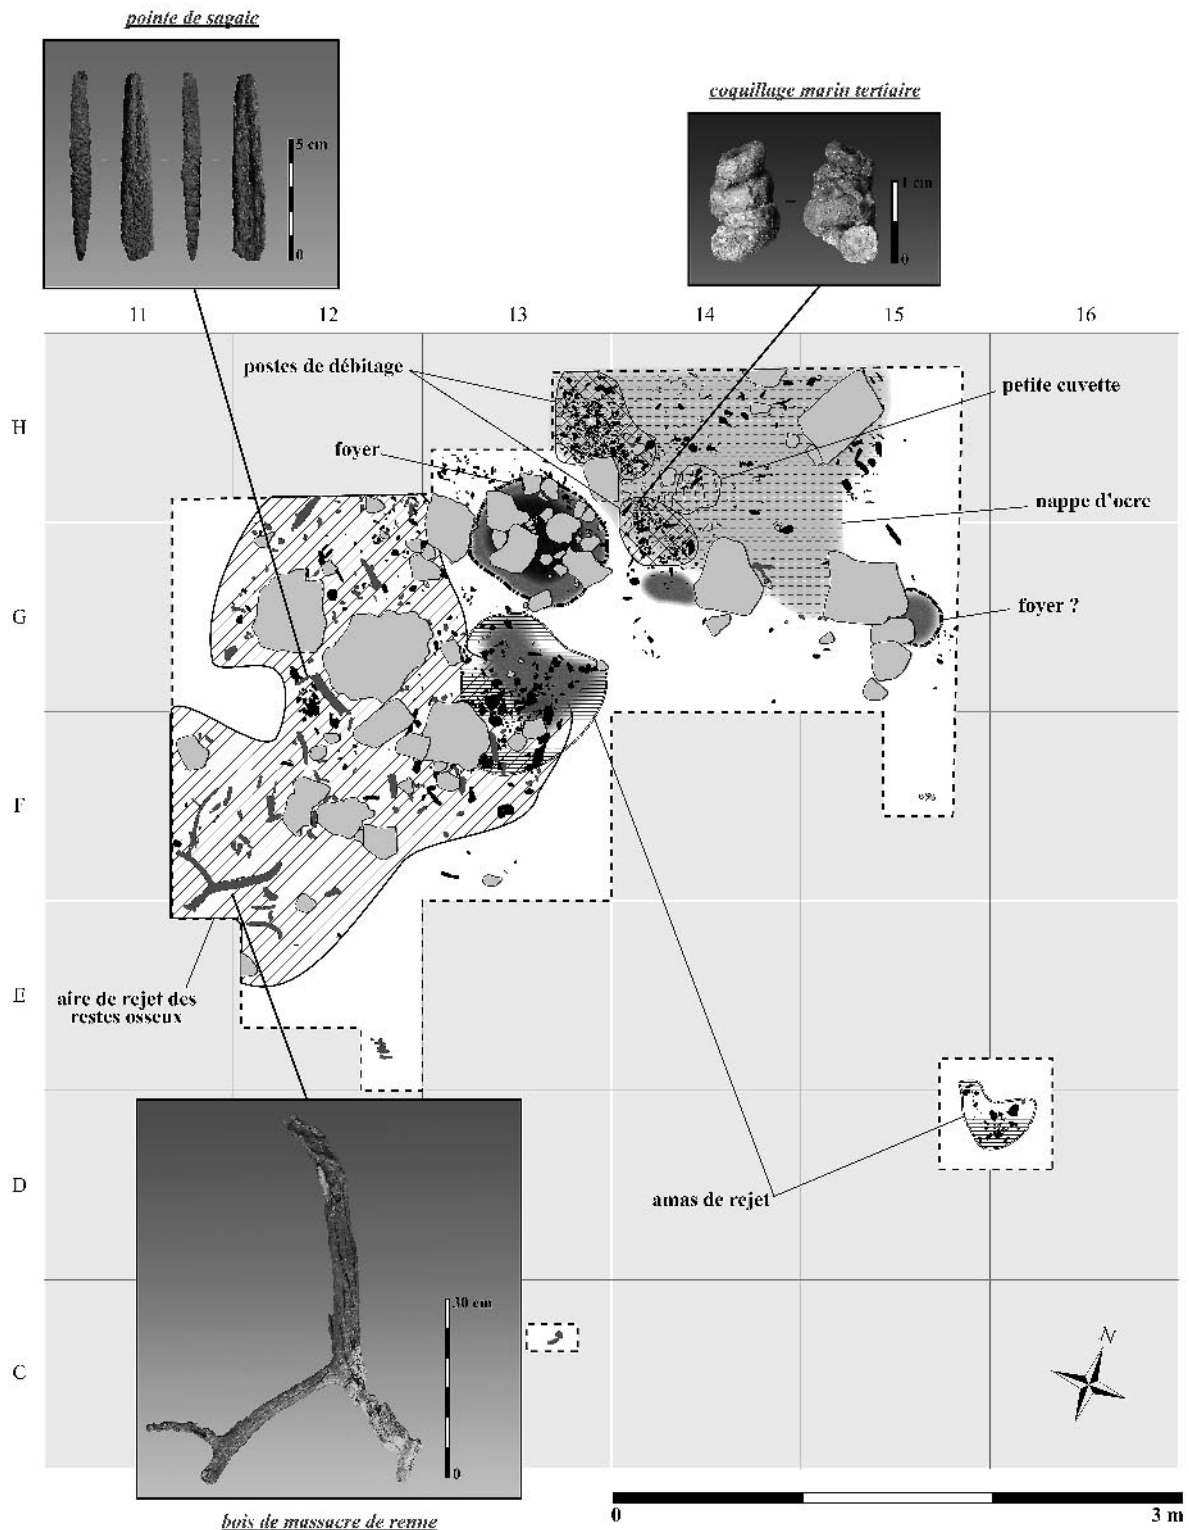 pointe de sagaie
5 cm
0
coquillage marin tertiaire
1 cm
0
11
12
13
14
15
16
postes de débitage
petite cuvette
H
foyer
nappe d'ocre
G
foyer ?
F
aire de rejet des
restes osseux
E
D
amas de rejet
30 cm
0
N
C
bois de massacre de renne
0
3 m